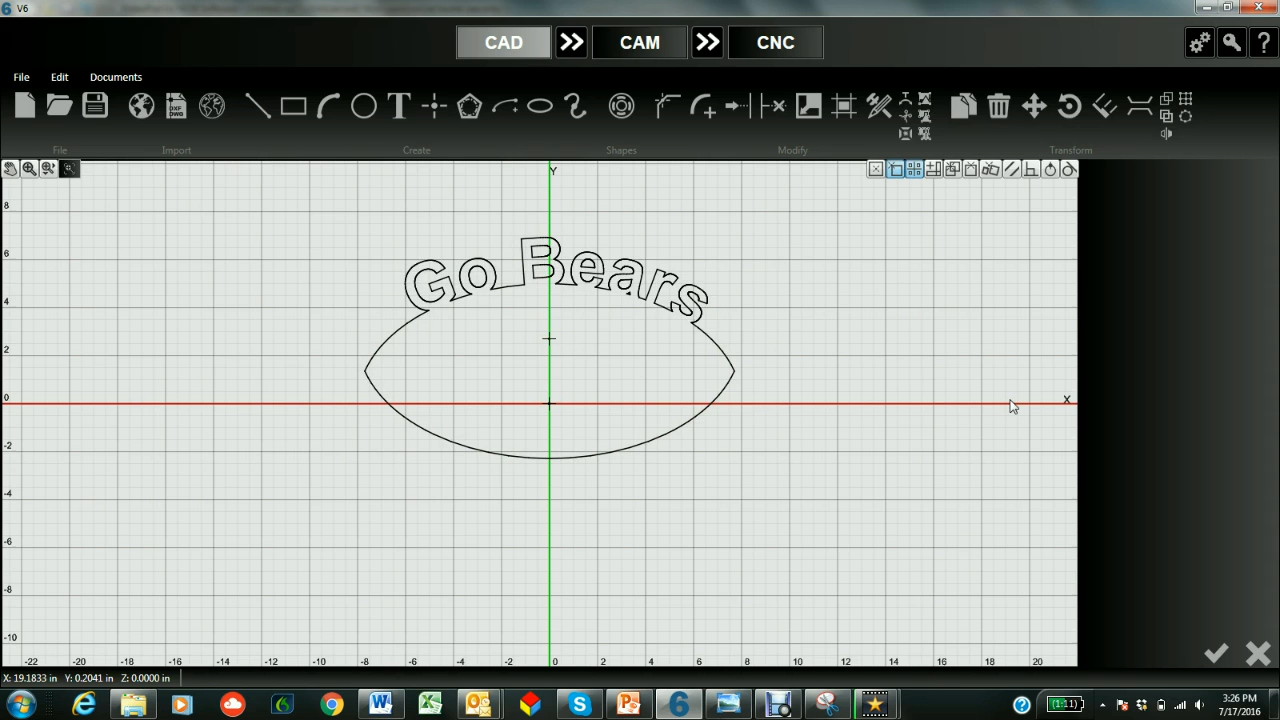 V6
CAD CAM CNC
File Edit Documents
File Import Create Shapes Modify Transform
Y
8
6
4
2
0
-2
-4
-6
-8
-10
Go Bears
X
-22 -20 -18 -16 -14 -12 -10 -8 -6 -4 -2 0 2 4 6 8 10 12 14 16 18 20
X: 19.1833 in Y: 0.2041 in Z: 0.0000 in
(1:11)
3:26 PM
7/17/2016